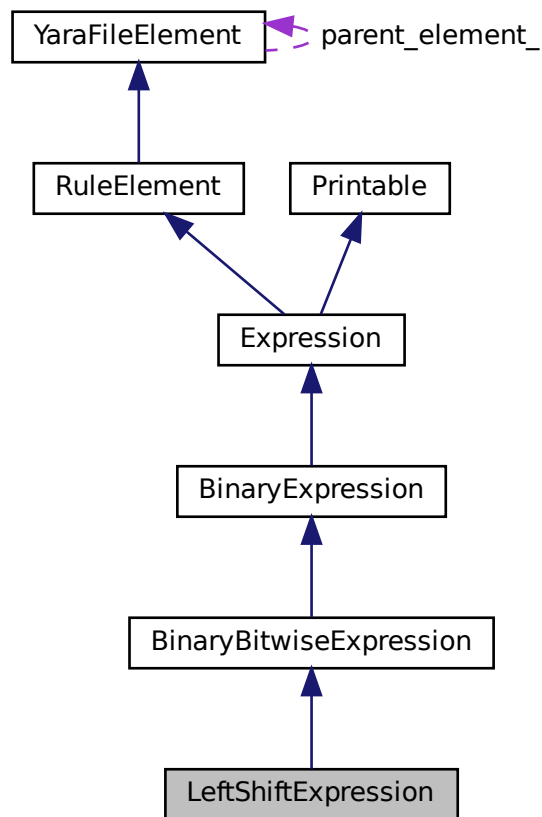 YaraFileElement
parent_element_
RuleElement
Printable
Expression
BinaryExpression
BinaryBitwiseExpression
LeftShiftExpression